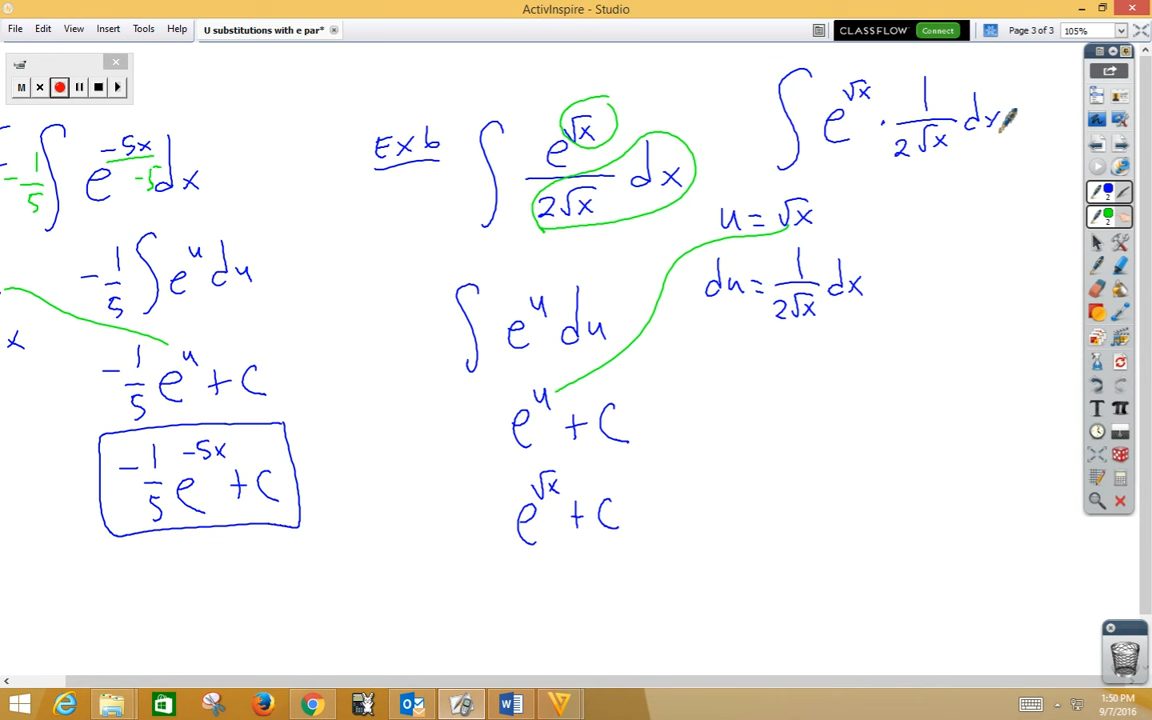 ActivInspire - Studio
File Edit View Insert Tools Help
U substitutions with e par* CLASSFLOW Connect Page 3 of 3 105%
M
-1/5 ∫ e^(-5x) -5 dx
-1/5 ∫ e^u du
x
-1/5 e^u + C
-1/5 e^(-5x) + C
Ex 6 ∫ e^(√x)/(2√x) dx
∫ e^u du
e^u + C
e^(√x) + C
∫ e^(√x) · 1/(2√x) dx
u = √x
du = 1/(2√x) dx
2
2
1:50 PM
9/7/2016